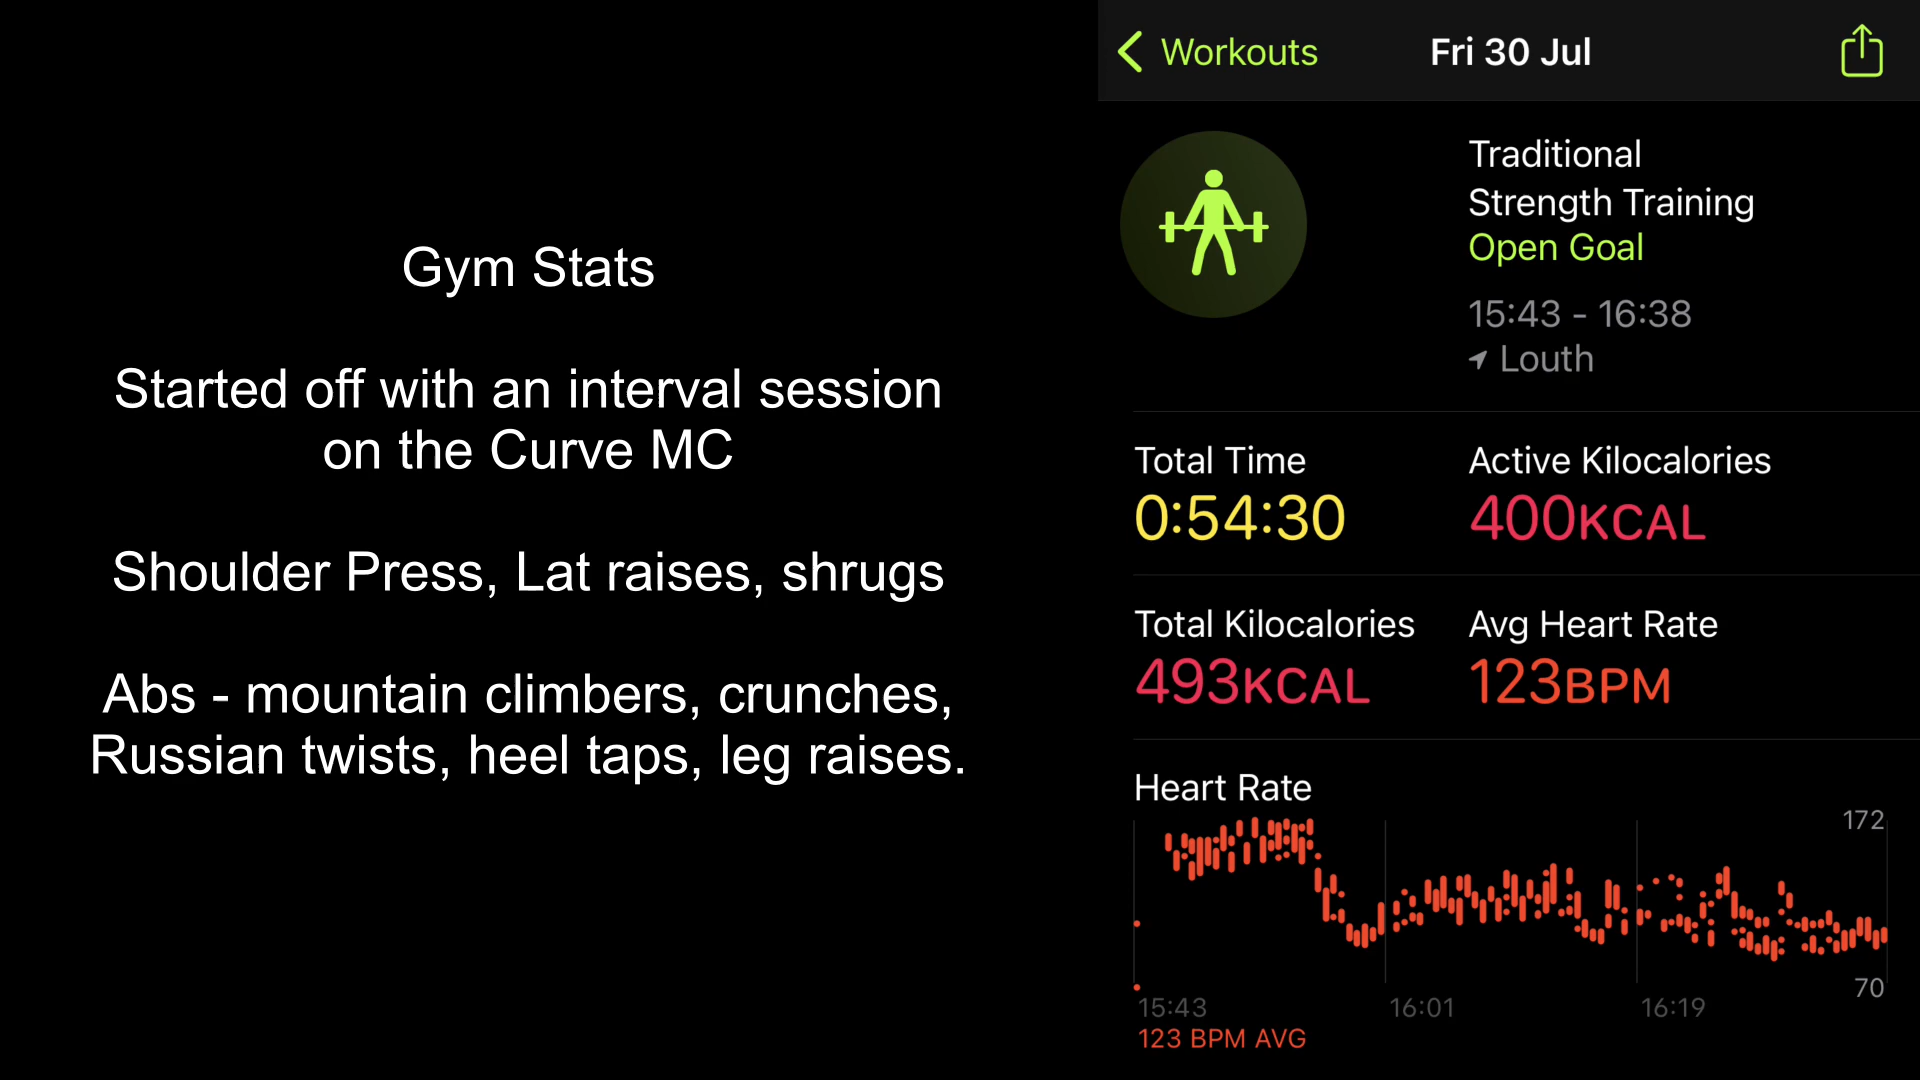 Gym Stats
Started off with an interval session
on the Curve MC
Shoulder Press, Lat raises, shrugs
Abs - mountain climbers, crunches,
Russian twists, heel taps, leg raises.
Workouts
Fri 30 Jul
Traditional
Strength Training
Open Goal
15:43 - 16:38
Louth
Total Time
0:54:30
Active Kilocalories
400KCAL
Total Kilocalories
493KCAL
Avg Heart Rate
123BPM
Heart Rate
172
70
15:43
16:01
16:19
123 BPM AVG